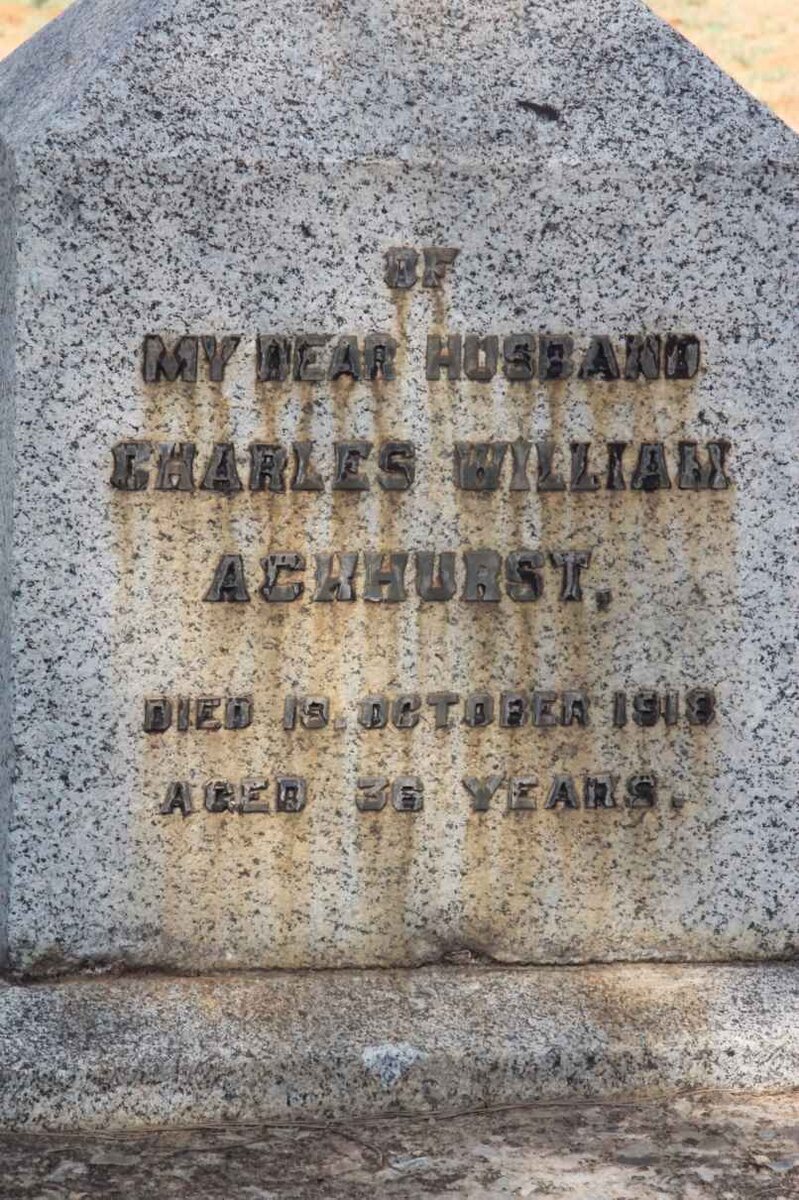 OF
MY DEAR HUSBAND
CHARLES WILLIAM
ACKHURST.
DIED 19. OCTOBER 1918
AGED 36 YEARS.